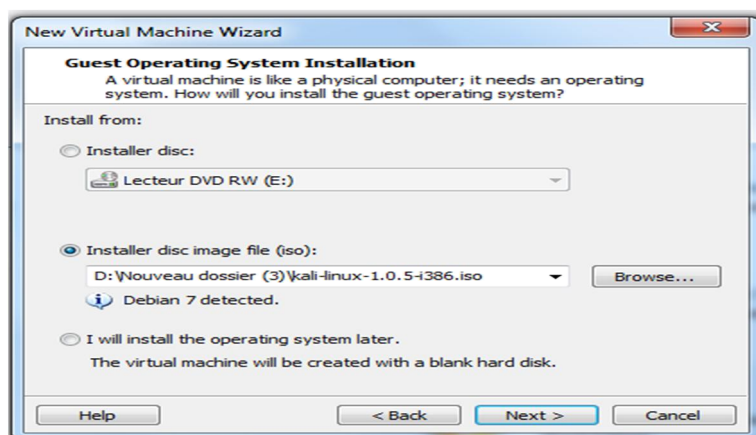 New Virtual Machine Wizard
Guest Operating System Installation
A virtual machine is like a physical computer; it needs an operating
system. How will you install the guest operating system?
Install from:
Installer disc:
Lecteur DVD RW (E:)
Installer disc image file (iso):
D:\Nouveau dossier (3)\kali-linux-1.0.5-i386.iso
Browse...
Debian 7 detected.
I will install the operating system later.
The virtual machine will be created with a blank hard disk.
Help
< Back
Next >
Cancel